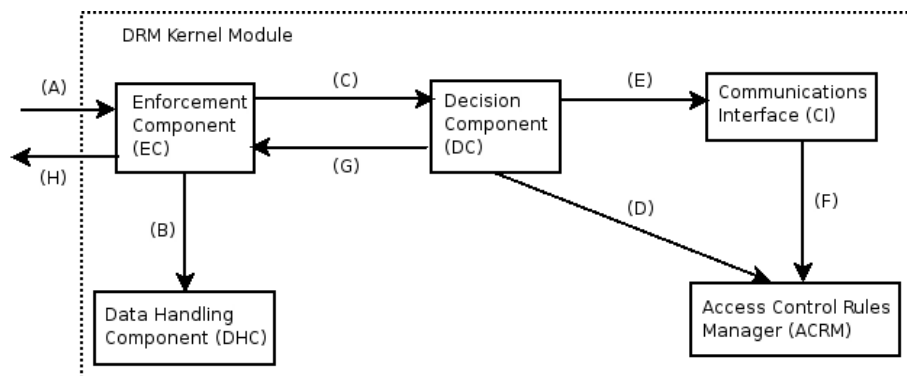 DRM Kernel Module
(A)
(C)
(E)
Enforcement
Component
(EC)
Decision
Component
(DC)
Communications
Interface (CI)
(H)
(G)
(B)
(D)
(F)
Data Handling
Component (DHC)
Access Control Rules
Manager (ACRM)